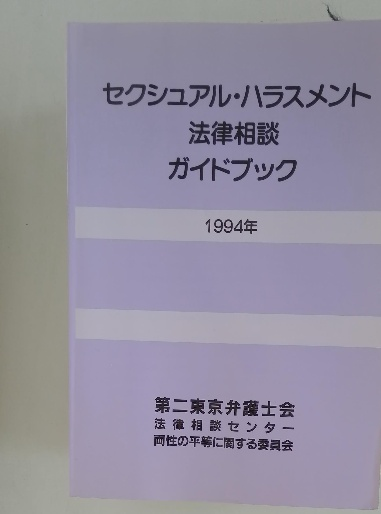 セクシュアル・ハラスメント
法律相談
ガイドブック
1994年
第二東京弁護士会
法律相談センター
両性の平等に関する委員会